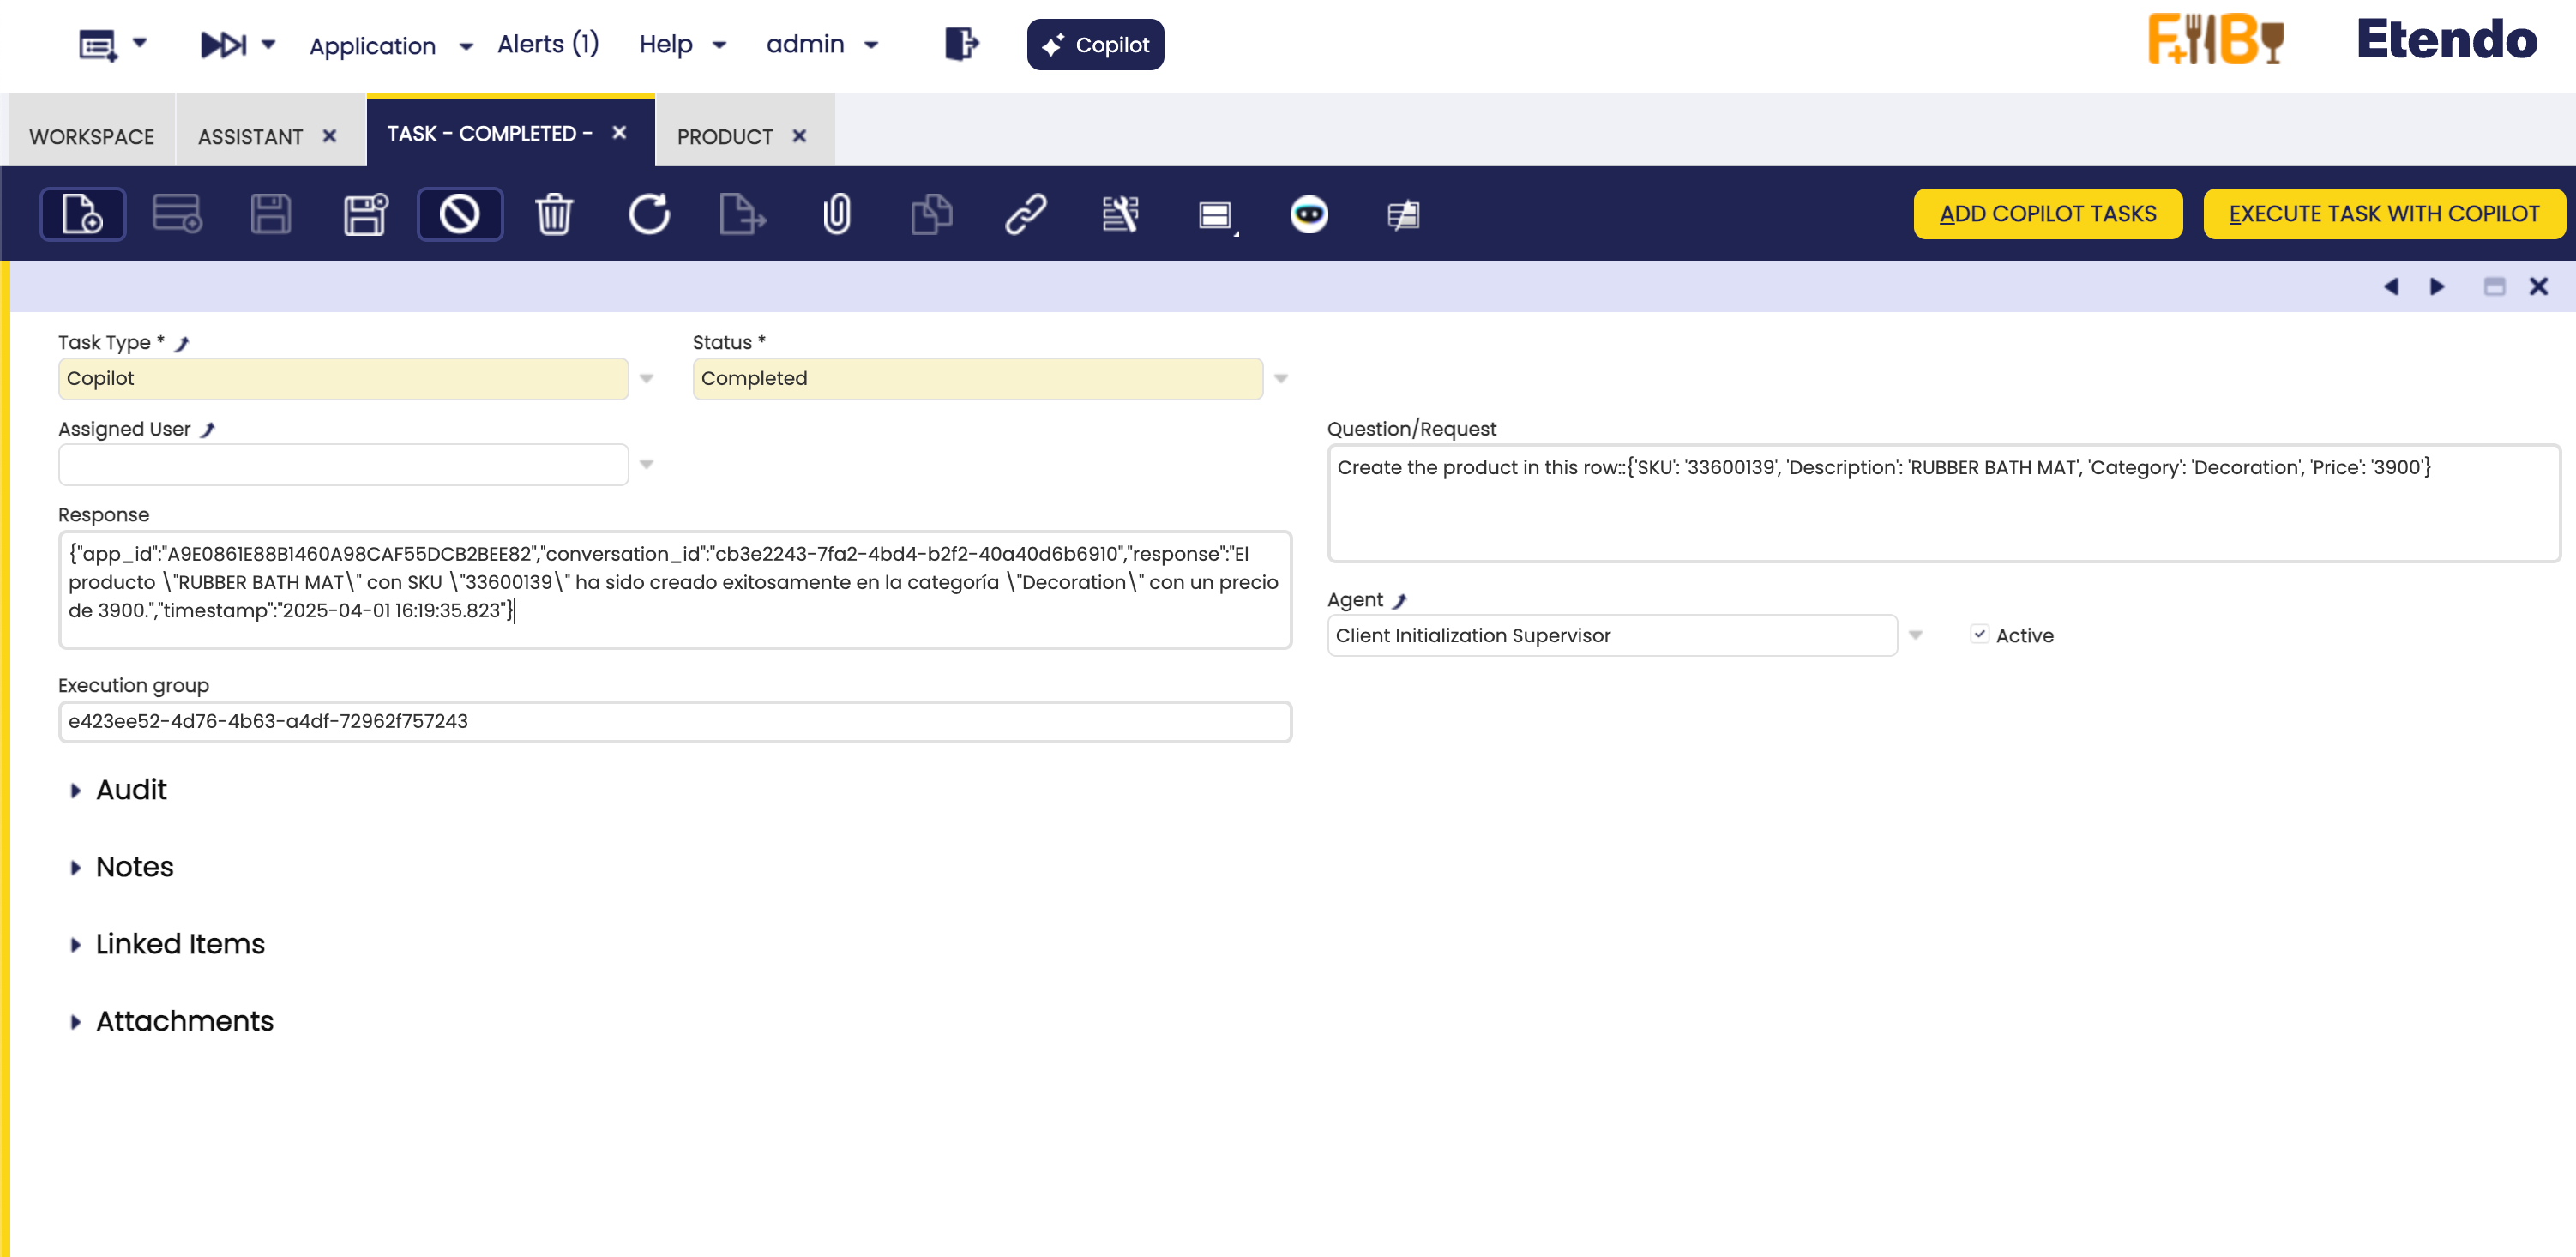 Application
Alerts (1)
Help
admin
Copilot
F+B
Etendo
WORKSPACE
ASSISTANT
TASK - COMPLETED -
PRODUCT
ADD COPILOT TASKS
EXECUTE TASK WITH COPILOT
Task Type *
Copilot
Status *
Completed
Assigned User
Question/Request
Create the product in this row::{'SKU': '33600139', 'Description': 'RUBBER BATH MAT', 'Category': 'Decoration', 'Price': '3900'}
Response
{"app_id":"A9E0861E88B1460A98CAF55DCB2BEE82","conversation_id":"cb3e2243-7fa2-4bd4-b2f2-40a40d6b6910","response":"El
producto \"RUBBER BATH MAT\" con SKU \"33600139\" ha sido creado exitosamente en la categoría \"Decoration\" con un precio
de 3900.","timestamp":"2025-04-01 16:19:35.823"}
Agent
Client Initialization Supervisor
Active
Execution group
e423ee52-4d76-4b63-a4df-72962f757243
Audit
Notes
Linked Items
Attachments